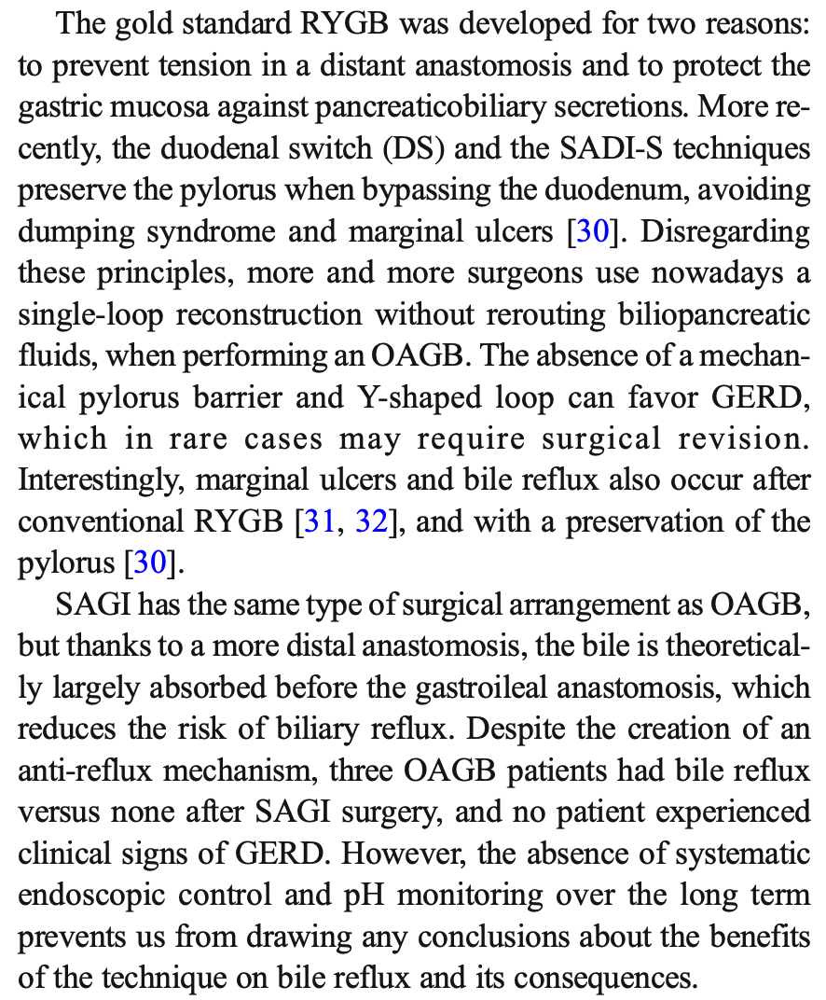 The gold standard RYGB was developed for two reasons:
to prevent tension in a distant anastomosis and to protect the
gastric mucosa against pancreaticobiliary secretions. More re-
cently, the duodenal switch (DS) and the SADI-S techniques
preserve the pylorus when bypassing the duodenum, avoiding
dumping syndrome and marginal ulcers [30]. Disregarding
these principles, more and more surgeons use nowadays a
single-loop reconstruction without rerouting biliopancreatic
fluids, when performing an OAGB. The absence of a mechan-
ical pylorus barrier and Y-shaped loop can favor GERD,
which in rare cases may require surgical revision.
Interestingly, marginal ulcers and bile reflux also occur after
conventional RYGB [31, 32], and with a preservation of the
pylorus [30].
SAGI has the same type of surgical arrangement as OAGB,
but thanks to a more distal anastomosis, the bile is theoretical-
ly largely absorbed before the gastroileal anastomosis, which
reduces the risk of biliary reflux. Despite the creation of an
anti-reflux mechanism, three OAGB patients had bile reflux
versus none after SAGI surgery, and no patient experienced
clinical signs of GERD. However, the absence of systematic
endoscopic control and pH monitoring over the long term
prevents us from drawing any conclusions about the benefits
of the technique on bile reflux and its consequences.